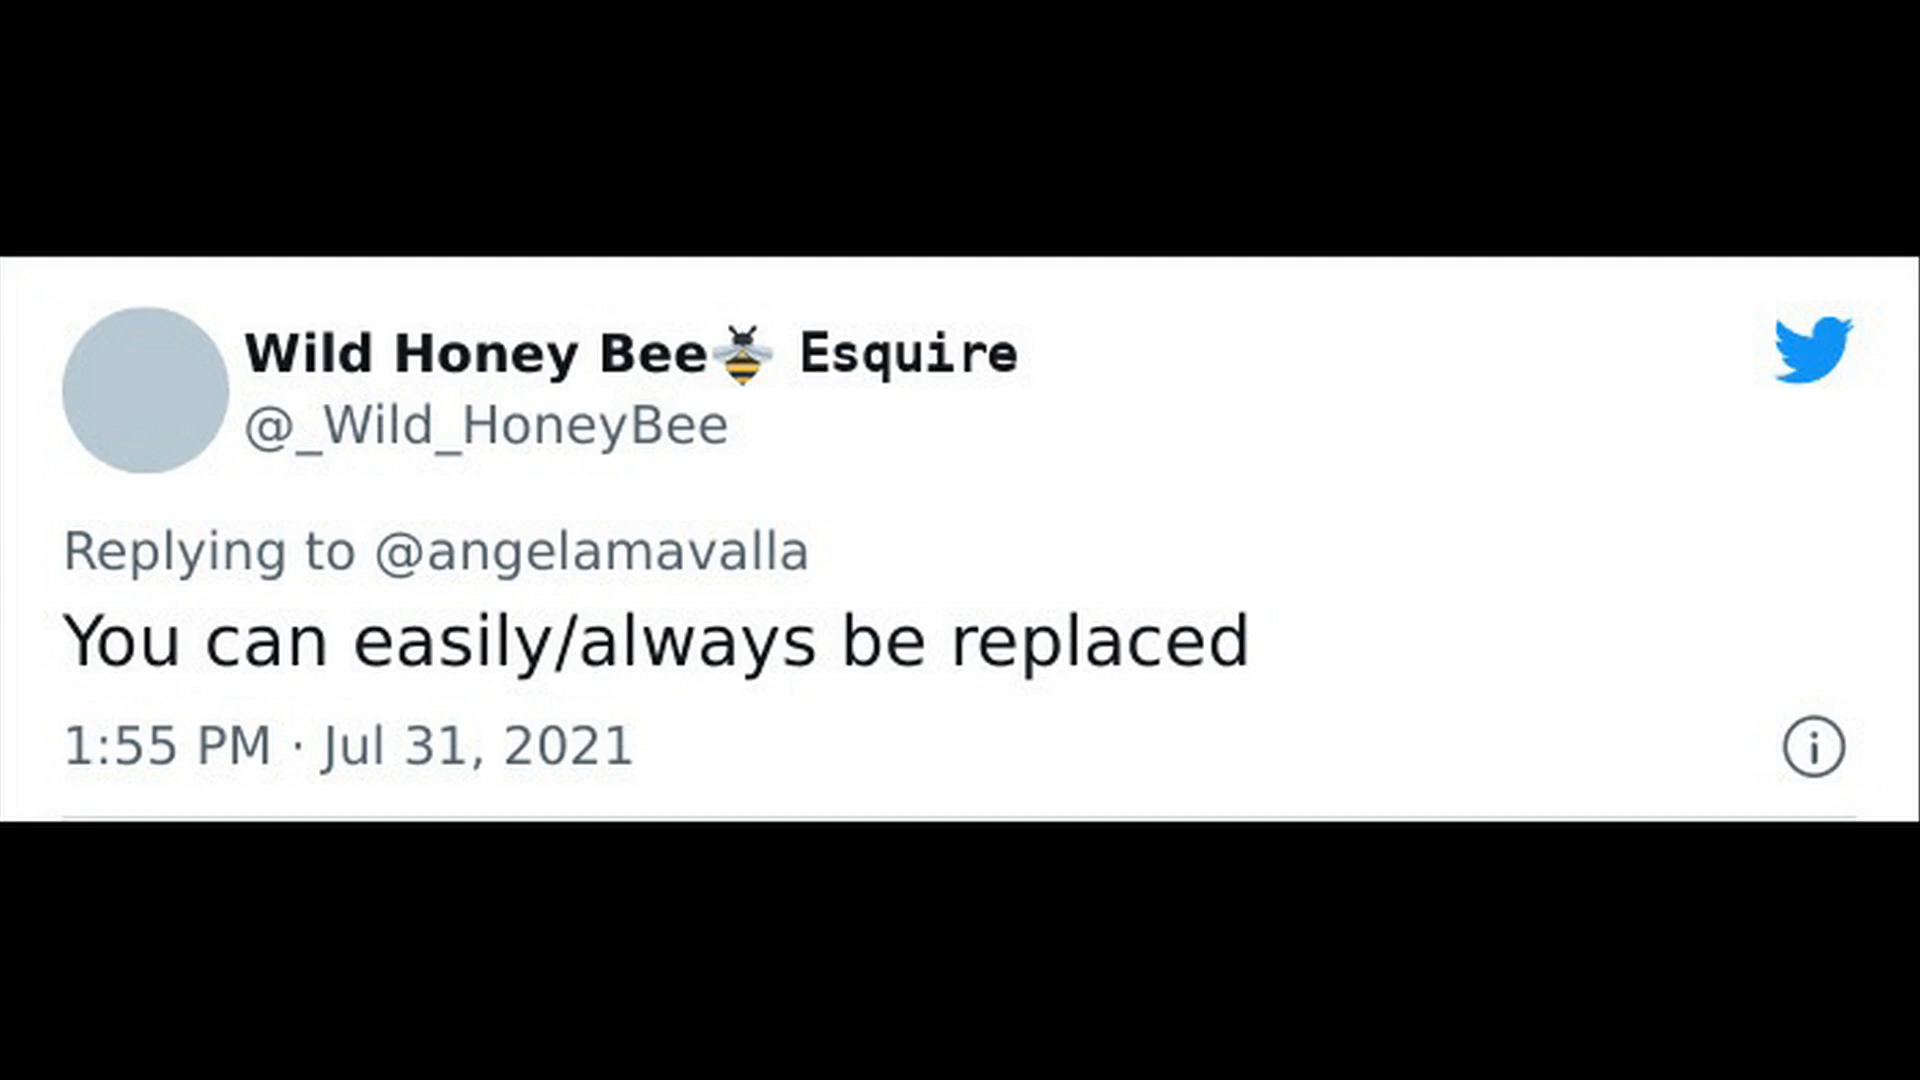 Wild Honey Bee🐝 Esquire
@_Wild_HoneyBee
Replying to @angelamavalla
You can easily/always be replaced
1:55 PM · Jul 31, 2021